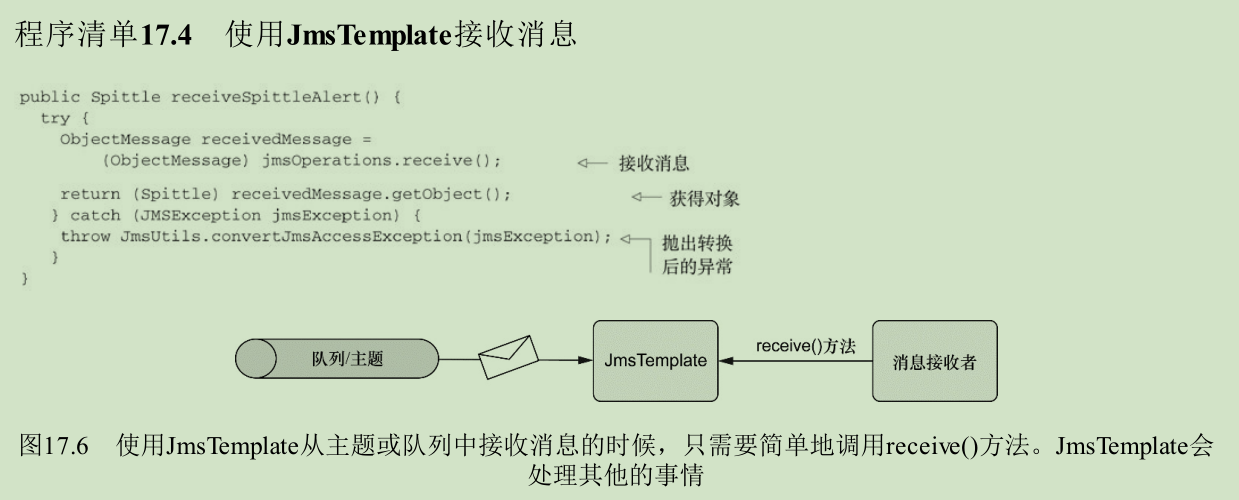 程序清单17.4 使用JmsTemplate接收消息
public Spittle receiveSpittleAlert() {
try {
ObjectMessage receivedMessage =
(ObjectMessage) jmsOperations.receive();
接收消息
return (Spittle) receivedMessage.getObject();
获得对象
} catch (JMSException jmsException) {
throw JmsUtils.convertJmsAccessException(jmsException);
抛出转换
后的异常
}
}
队列/主题
JmsTemplate
receive()方法
消息接收者
图17.6 使用JmsTemplate从主题或队列中接收消息的时候，只需要简单地调用receive()方法。JmsTemplate会
处理其他的事情